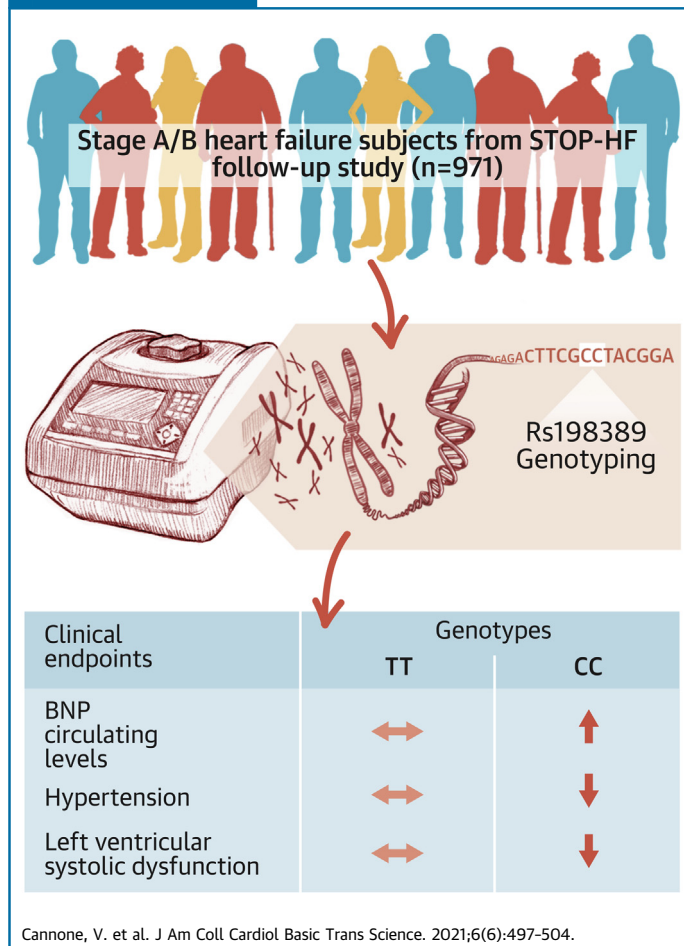 Stage A/B heart failure subjects from STOP-HF
follow-up study (n=971)
AGAGACTTCGCCTACGGA
Rs198389
Genotyping
Clinical
endpoints
Genotypes
TT
CC
BNP
circulating
levels
Hypertension
Left ventricular
systolic dysfunction
Cannone, V. et al. J Am Coll Cardiol Basic Trans Science. 2021;6(6):497–504.